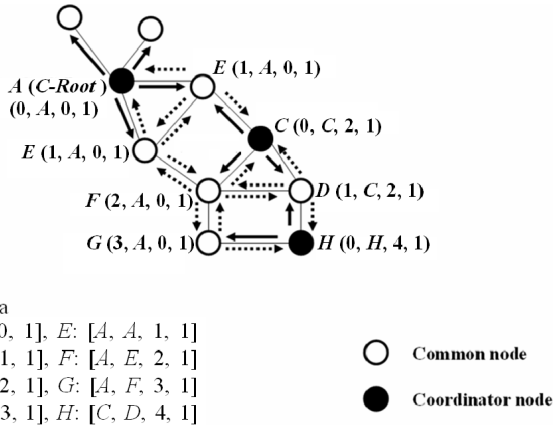 E (1, A, 0, 1)
A (C-Root )
(0, A, 0, 1)
C (0, C, 2, 1)
E (1, A, 0, 1)
F (2, A, 0, 1)
D (1, C, 2, 1)
G (3, A, 0, 1)
H (0, H, 4, 1)
a
0, 1], E: [A, A, 1, 1]
1, 1], F: [A, E, 2, 1]
2, 1], G: [A, F, 3, 1]
3, 1], H: [C, D, 4, 1]
Common node
Coordinator node